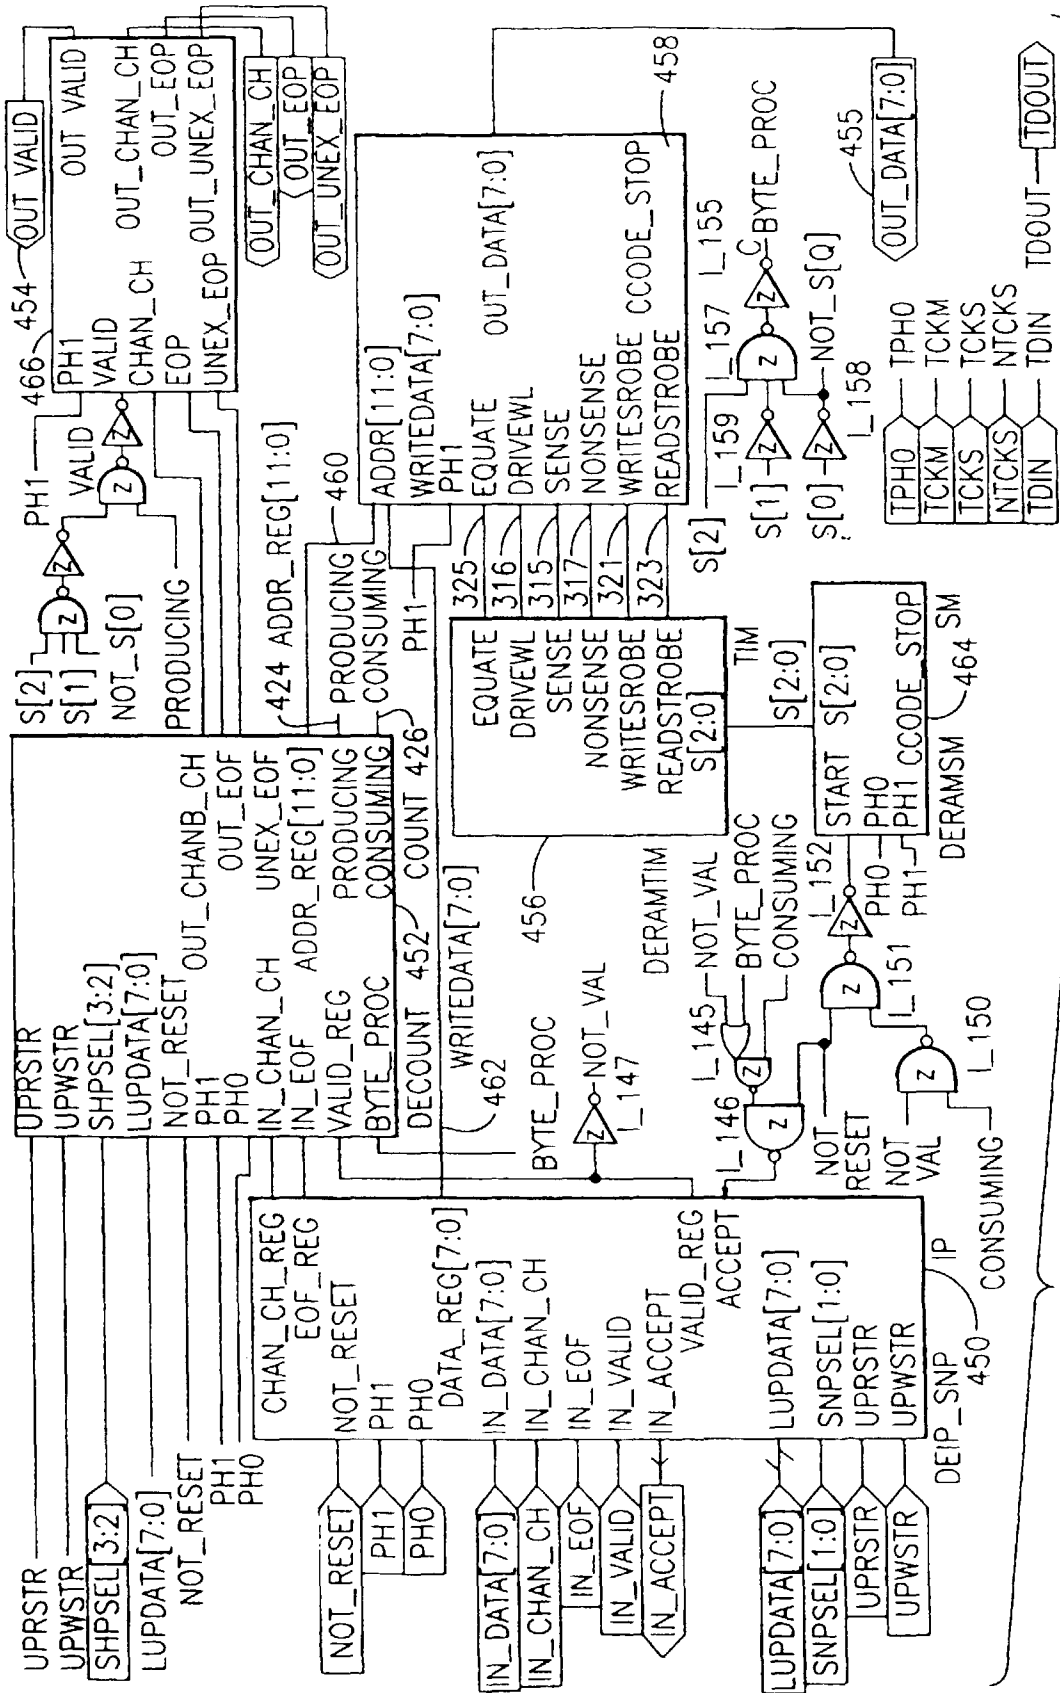 UPRSTR
UPWSTR
SHPSEL[3:2]
LUPDATA[7:0]
NOT_RESET
PH1
PH0
UPRSTR
UPWSTR
SHPSEL[3:2]
LUPDATA[7:0]
NOT_RESET
PH1
PH0
IN_CHAN_CH
IN_EOF
VALID_REG
BYTE_PROC
OUT_CHANB_CH
OUT_EOF
UNEX_EOF
ADDR_REG[11:0]
PRODUCING
CONSUMING
DECOUNT
452
COUNT
426
424
ADDR_REG[11:0]
460
PRODUCING
CONSUMING
S[2]
S[1]
NOT_S[0]
PRODUCING
Z
Z
Z
Z
PH1
VALID
466
454
OUT VALID
PH1
VALID
CHAN_CH
EOP
UNEX_EOP
OUT VALID
OUT_CHAN_CH
OUT_EOP
OUT_UNEX_EOP
OUT_CHAN_CH
OUT_EOP
OUT_UNEX_EOP
NOT_RESET
PH1
PH0
IN_DATA[7:0]
IN_CHAN_CH
IN_EOF
IN_VALID
IN_ACCEPT
LUPDATA[7:0]
SNPSEL[1:0]
UPRSTR
UPWSTR
CHAN_CH_REG
EOF_REG
NOT_RESET
PH1
PH0
DATA_REG[7:0]
IN_DATA[7:0]
IN_CHAN_CH
IN_EOF
IN_VALID
IN_ACCEPT
VALID_REG
ACCEPT
LUPDATA[7:0]
SNPSEL[1:0]
UPRSTR
UPWSTR
DEIP_SNP
IP
450
WRITEDATA[7:0]
462
BYTE_PROC
Z
NOT_VAL
I_147
456
EQUATE
DRIVEWL
SENSE
NONSENSE
WRITESROBE
READSTROBE
S[2:0]
DERAMTIM
TIM
PH1
325
316
315
317
321
323
ADDR[11:0]
WRITEDATA[7:0]
PH1
EQUATE
DRIVEWL
SENSE
NONSENSE
WRITESROBE
READSTROBE
OUT_DATA[7:0]
CCODE_STOP
458
I_145
NOT_VAL
BYTE_PROC
CONSUMING
Z
Z
I_146
NOT
RESET
NOT
VAL
CONSUMING
Z
I_150
Z
I_151
Z
I_152
PH0
PH1
START
PH0
PH1
S[2:0]
CCODE_STOP
S[2:0]
DERAMSM
464
SM
S[2]
S[1]
S[0]
I_159
I_157
I_155
Z
Z
Z
Z
C
BYTE_PROC
NOT_S[Q]
I_158
455
OUT_DATA[7:0]
TPH0
TPH0
TCKM
TCKM
TCKS
TCKS
NTCKS
NTCKS
TDIN
TDIN
TDOUT
TDOUT